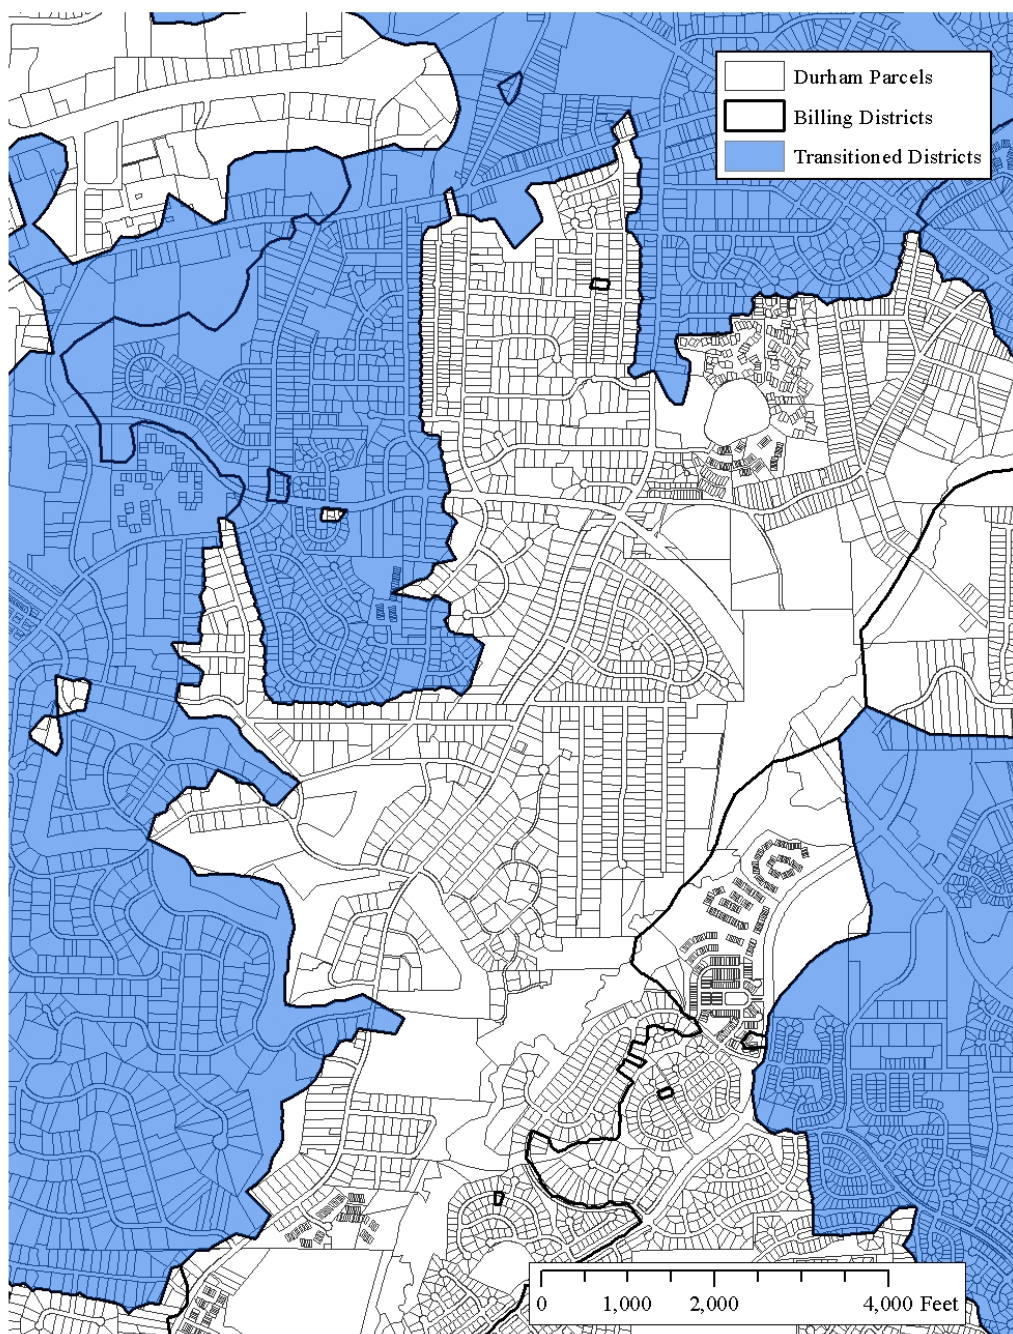 Durham Parcels
Billing Districts
Transitioned Districts
0 1,000 2,000 4,000 Feet